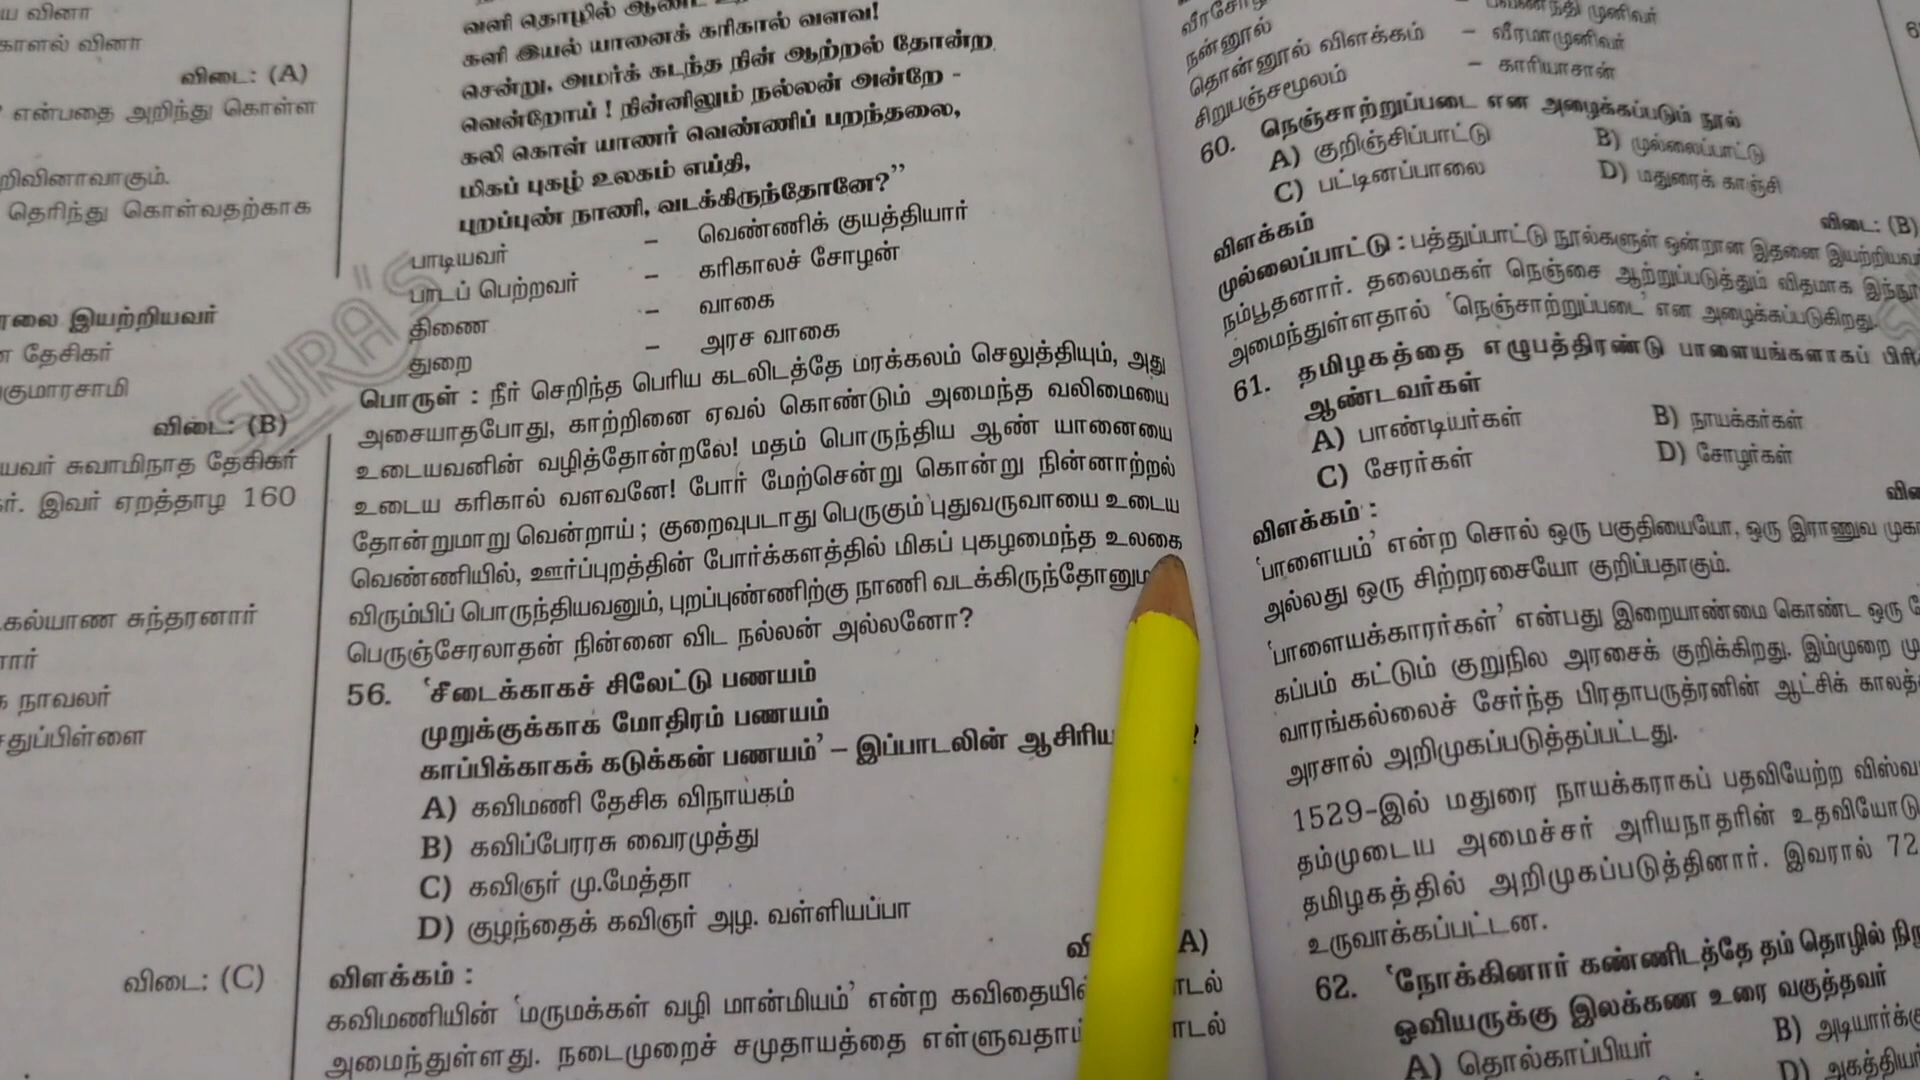 ய வினா
காளல் வினா
விடை: (A)
என்பதை அறிந்து கொள்ள
றிவினாவாகும்.
தெரிந்து கொள்வதற்காக
ாலை இயற்றியவர்
தேசிகர்
குமாரசாமி
விடை: (B)
யவர் சுவாமிநாத தேசிகர்
ர். இவர் ஏறத்தாழ 160
கல்யாண சுந்தரனார்
னார்
நாவலர்
சதுப்பிள்ளை
விடை: (C)
வளி தொழில்
களி இயல் யானைக் கரிகால் வளவ!
சென்று, அமர்க் கடந்த நின் ஆற்றல் தோன்ற
வென்றோய் ! நின்னிலும் நல்லன் அன்றே -
கலி கொள் யாணர் வெண்ணிப் பறந்தலை,
மிகப் புகழ் உலகம் எய்தி,
புறப்புண் நாணி, வடக்கிருந்தோனே?”
பாடியவர் – வெண்ணிக் குயத்தியார்
பாடப் பெற்றவர் – கரிகாலச் சோழன்
திணை – வாகை
துறை – அரச வாகை
பொருள் : நீர் செறிந்த பெரிய கடலிடத்தே மரக்கலம் செலுத்தியும், அது
அசையாதபோது, காற்றினை ஏவல் கொண்டும் அமைந்த வலிமையை
உடையவனின் வழித்தோன்றலே! மதம் பொருந்திய ஆண் யானையை
உடைய கரிகால் வளவனே! போர் மேற்சென்று கொன்று நின்னாற்றல்
தோன்றுமாறு வென்றாய் ; குறைவுபடாது பெருகும் புதுவருவாயை உடைய
வெண்ணியில், ஊர்ப்புறத்தின் போர்க்களத்தில் மிகப் புகழமைந்த உலகை
விரும்பிப் பொருந்தியவனும், புறப்புண்ணிற்கு நாணி வடக்கிருந்தோனும
பெருஞ்சேரலாதன் நின்னை விட நல்லன் அல்லனோ?
56. ‘சீடைக்காகச் சிலேட்டு பணயம்
முறுக்குக்காக மோதிரம் பணயம்
காப்பிக்காகக் கடுக்கன் பணயம்’ – இப்பாடலின் ஆசிரிய ?
A) கவிமணி தேசிக விநாயகம்
B) கவிப்பேரரசு வைரமுத்து
C) கவிஞர் மு.மேத்தா
D) குழந்தைக் கவிஞர் அழ. வள்ளியப்பா
வி A)
விளக்கம் :
கவிமணியின் ‘மருமக்கள் வழி மான்மியம்’ என்ற கவிதையில் டல்
அமைந்துள்ளது. நடைமுறைச் சமுதாயத்தை எள்ளுவதாய் டல்
வீரசோழ
நன்னூல் – பவணந்தி முனிவர்
தொன்னூல் விளக்கம் – வீரமாமுனிவர்
சிறுபஞ்சமூலம் – காரியாசான்
60. நெஞ்சாற்றுப்படை என அழைக்கப்படும் நூல்
A) குறிஞ்சிப்பாட்டு B) முல்லைப்பாட்டு
C) பட்டினப்பாலை D) மதுரைக் காஞ்சி
விடை: (B)
விளக்கம்
முல்லைப்பாட்டு : பத்துப்பாட்டு நூல்களுள் ஒன்றான இதனை இயற்றியவ
நம்பூதனார். தலைமகள் நெஞ்சை ஆற்றுப்படுத்தும் விதமாக இந்நூ
அமைந்துள்ளதால் ‘நெஞ்சாற்றுப்படை’ என அழைக்கப்படுகிறது.
61. தமிழகத்தை எழுபத்திரண்டு பாளையங்களாகப் பிரி
ஆண்டவர்கள்
A) பாண்டியர்கள் B) நாயக்கர்கள்
C) சேரர்கள் D) சோழர்கள்
விடை
விளக்கம் :
‘பாளையம்’ என்ற சொல் ஒரு பகுதியையோ, ஒரு இராணுவ முகா
அல்லது ஒரு சிற்றரசையோ குறிப்பதாகும்.
‘பாளையக்காரர்கள்’ என்பது இறையாண்மை கொண்ட ஒரு
கப்பம் கட்டும் குறுநில அரசைக் குறிக்கிறது. இம்முறை மு
வாரங்கல்லைச் சேர்ந்த பிரதாபருத்ரனின் ஆட்சிக் காலத்
அரசால் அறிமுகப்படுத்தப்பட்டது.
1529-இல் மதுரை நாயக்கராகப் பதவியேற்ற விஸ்வ
தம்முடைய அமைச்சர் அரியநாதரின் உதவியோடு
தமிழகத்தில் அறிமுகப்படுத்தினார். இவரால் 72
உருவாக்கப்பட்டன.
62. ‘நோக்கினார் கண்ணிடத்தே தம் தொழில் நிறு
ஓவியருக்கு இலக்கண உரை வகுத்தவர்
A) தொல்காப்பியர் B) அடியார்க்கு
D) அகத்தியர்
SURA'S